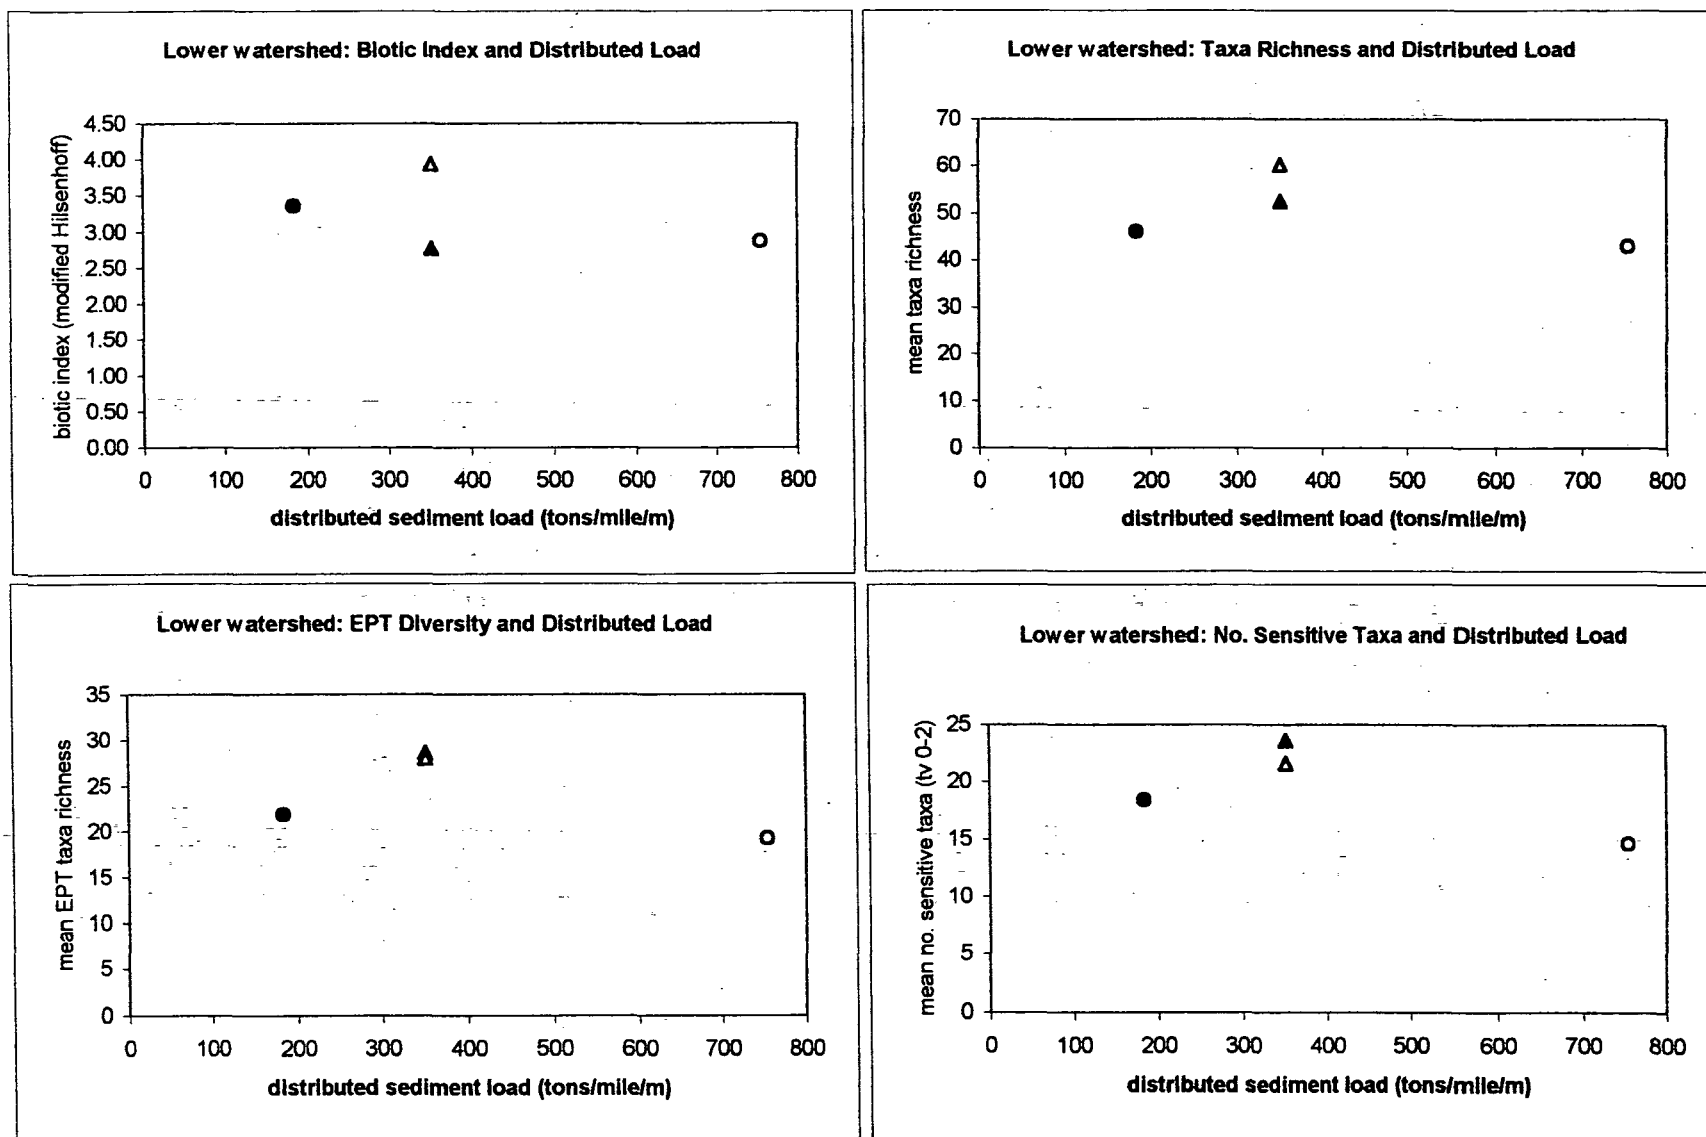 Lower watershed: Biotic Index and Distributed Load
biotic index (modified Hilsenhoff)
4.50
4.00
3.50
3.00
2.50
2.00
1.50
1.00
0.50
0.00
0 100 200 300 400 500 600 700 800
distributed sediment load (tons/mile/m)
Lower watershed: Taxa Richness and Distributed Load
mean taxa richness
70
60
50
40
30
20
10
0
0 100 200 300 400 500 600 700 800
distributed sediment load (tons/mile/m)
Lower watershed: EPT Diversity and Distributed Load
mean EPT taxa richness
35
30
25
20
15
10
5
0
0 100 200 300 400 500 600 700 800
distributed sediment load (tons/mile/m)
Lower watershed: No. Sensitive Taxa and Distributed Load
mean no. sensitive taxa (tv 0-2)
25
20
15
10
5
0
0 100 200 300 400 500 600 700 800
distributed sediment load (tons/mile/m)